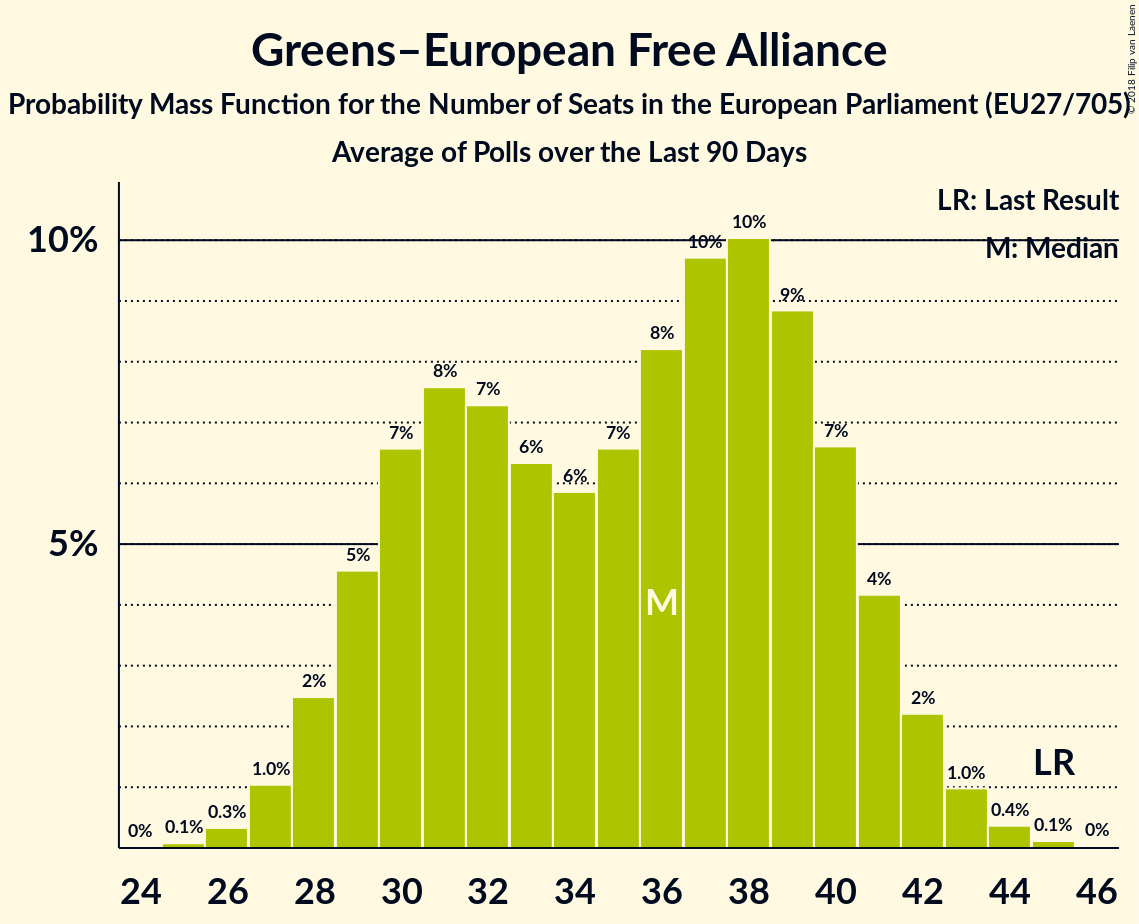 Greens–European Free Alliance
Probability Mass Function for the Number of Seats in the European Parliament (EU27/705)
Average of Polls over the Last 90 Days
© 2018 Filip van Laenen
LR: Last Result
M: Median
10%
5%
0% 0.1% 0.3% 1.0% 2% 5% 7% 8% 7% 6% 6% 7% 8% 10% 10% 9% 7% 4% 2% 1.0% 0.4% 0.1% 0%
M
LR
24 26 28 30 32 34 36 38 40 42 44 46